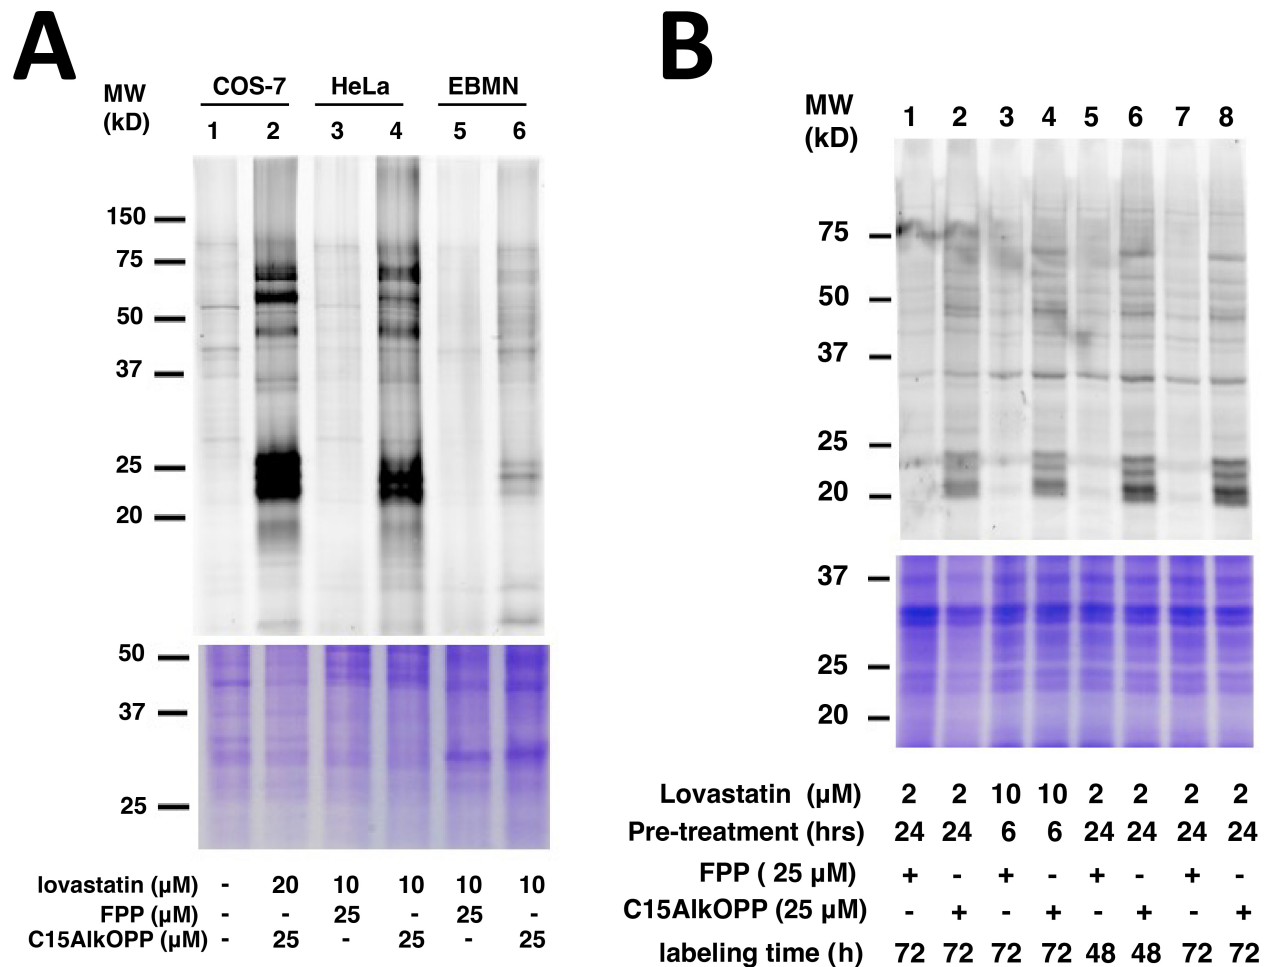 A
COS-7 HeLa EBMN
MW
(kD)
1 2 3 4 5 6
150
75
50
37
25
20
50
37
25
lovastatin (µM) - 20 10 10 10 10
FPP (µM) - - 25 - 25 -
C15AlkOPP (µM) - 25 - 25 - 25
B
MW
(kD)
1 2 3 4 5 6 7 8
75
50
37
25
20
37
25
20
Lovastatin (µM) 2 2 10 10 2 2 2 2
Pre-treatment (hrs) 24 24 6 6 24 24 24 24
FPP ( 25 µM) + - + - + - + -
C15AlkOPP (25 µM) - + - + - + - +
labeling time (h) 72 72 72 72 48 48 72 72